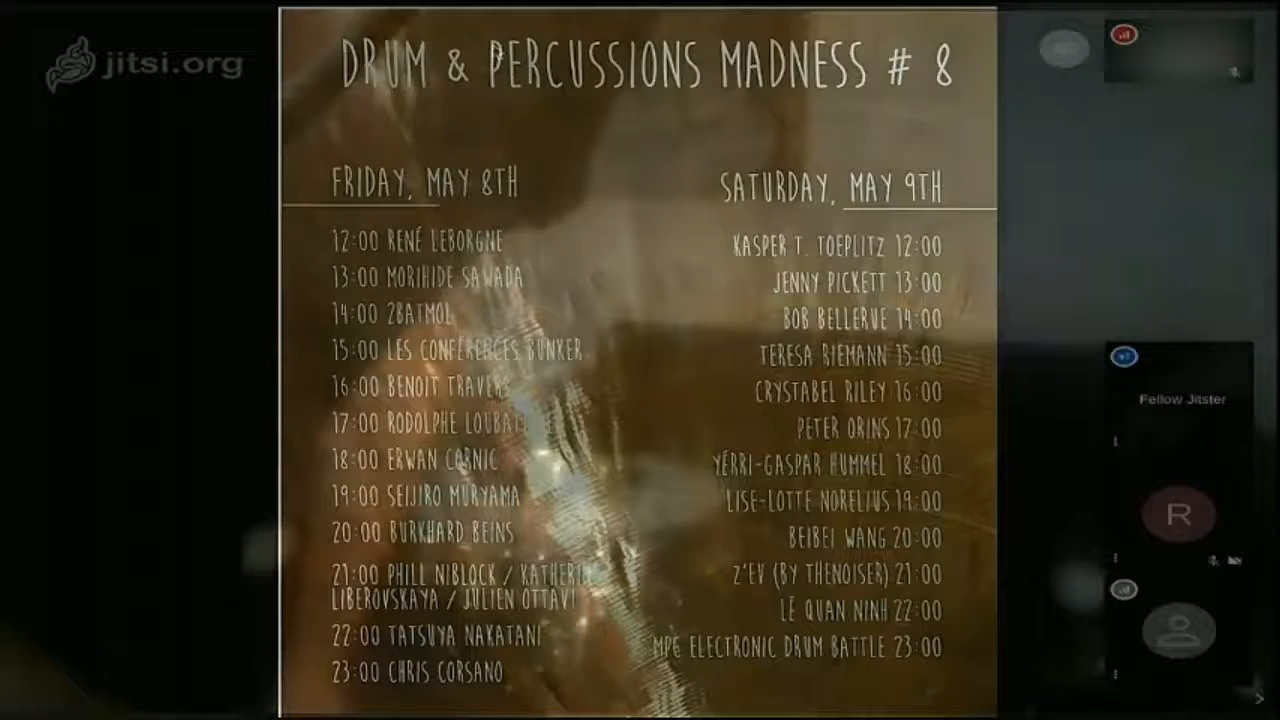 jitsi.org
DRUM & PERCUSSIONS MADNESS # 8
FRIDAY, MAY 8TH
12:00 RENÉ LEBORGNE
13:00 MORIHIDE SAWADA
14:00 2BATMOL
15:00 LES CONFÉRENCES BUNKER
16:00 BENOIT TRAVERS
17:00 RODOLPHE
18:00 ERWAN CORNIC
19:00 SEIJIRO MURYAMA
20:00 BURKHARD BEINS
21:00 PHILL NIBLOCK /
LIBEROVSKAYA / JULIEN OTTAVI
22:00 TATSUYA NAKATANI
23:00 CHRIS CORSANO
SATURDAY, MAY 9TH
KASPER T. TOEPLITZ 12:00
JENNY PICKETT 13:00
BOB BELLERUE 14:00
TERESA RIEMANN 15:00
CRYSTABEL RILEY 16:00
PETER ORINS 17:00
YÉRRI-GASPAR HUMMEL 18:00
LISE-LOTTE NORELIUS 19:00
BEIBEI WANG 20:00
Z'EV (BY THENOISER) 21:00
LÊ QUAN NINH 22:00
MPC ELECTRONIC DRUM BATTLE 23:00
Fellow Jitster
R